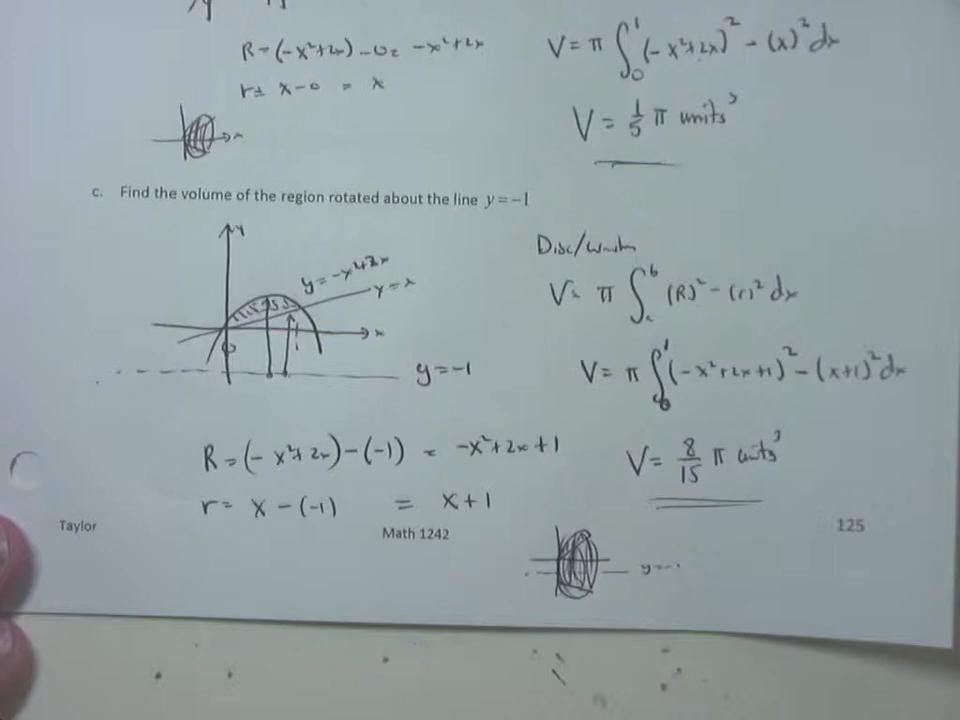 R = (-x²+2x) - 0 = -x²+2x
r = x - 0 = x
x
V = π ∫₀¹ (-x²+2x)² - (x)² dx
V = 1/5 π units³
c. Find the volume of the region rotated about the line y = -1
y
y = -x²+2x
y = x
x
y = -1
R = (-x²+2x) - (-1) = -x²+2x+1
r = x - (-1) = x+1
Disc/
V = π ∫ₐᵇ (R)² - (r)² dx
V = π ∫₀¹ (-x²+2x+1)² - (x+1)² dx
V = 8/15 π units³
y = -1
Taylor
Math 1242
125